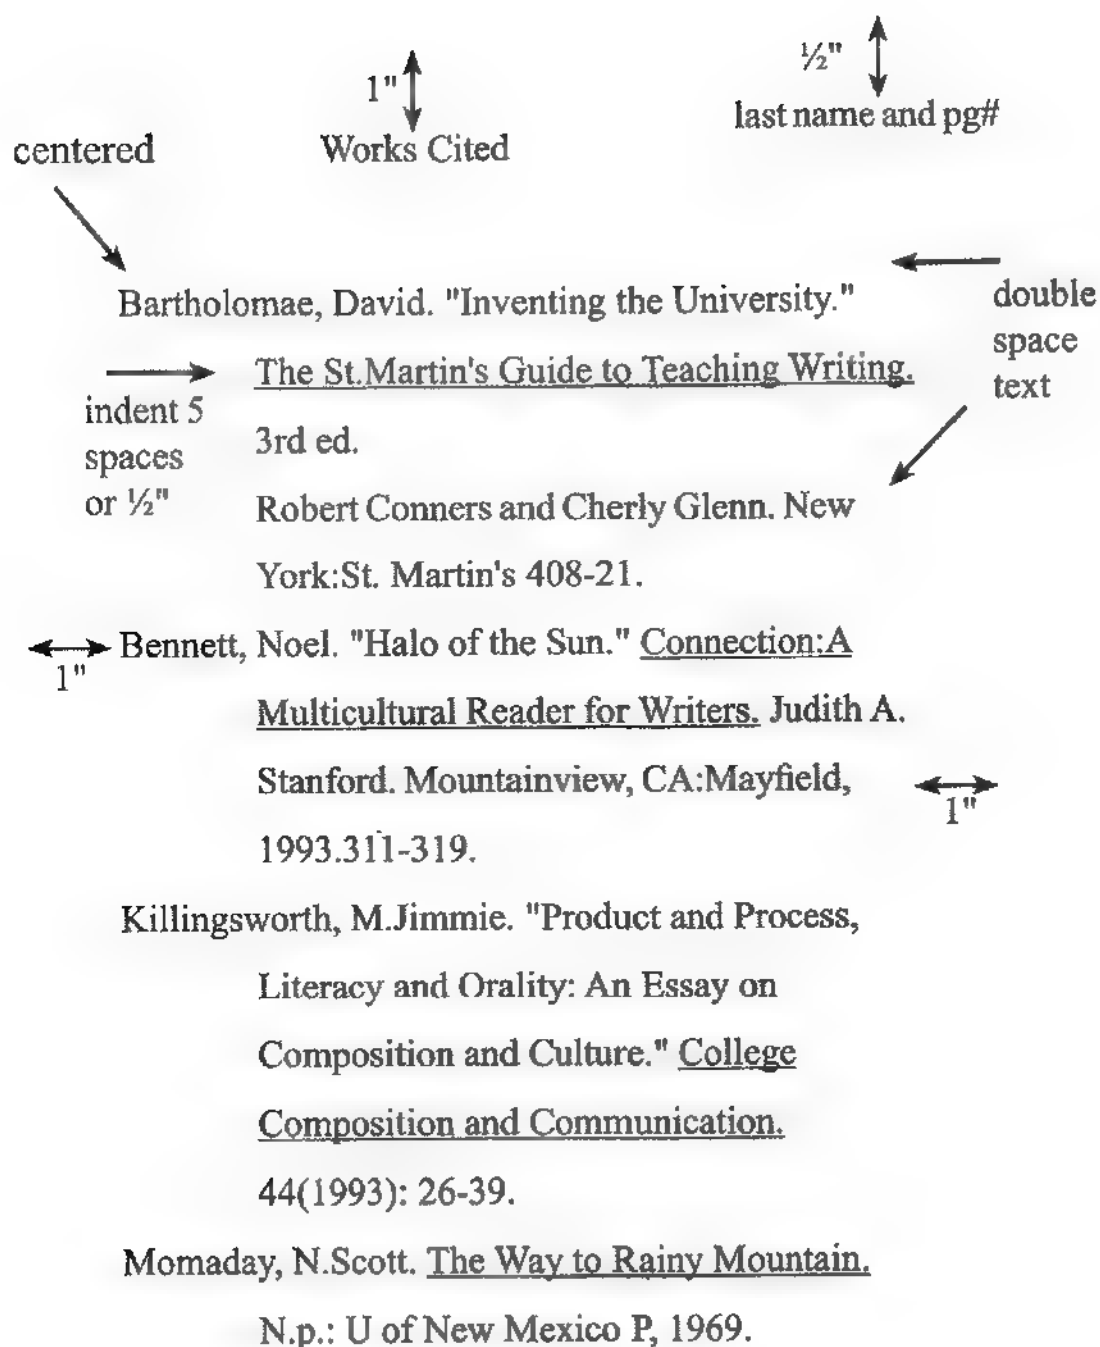 ½"
1"
last name and pg#
centered
Works Cited
Bartholomae, David. "Inventing the University."
double
space
text
The St.Martin's Guide to Teaching Writing.
indent 5
spaces
or ½"
3rd ed.
Robert Conners and Cherly Glenn. New
York:St. Martin's 408-21.
Bennett, Noel. "Halo of the Sun." Connection:A
1"
Multicultural Reader for Writers. Judith A.
Stanford. Mountainview, CA:Mayfield,
1"
1993.311-319.
Killingsworth, M.Jimmie. "Product and Process,
Literacy and Orality: An Essay on
Composition and Culture." College
Composition and Communication.
44(1993): 26-39.
Momaday, N.Scott. The Way to Rainy Mountain.
N.p.: U of New Mexico P, 1969.